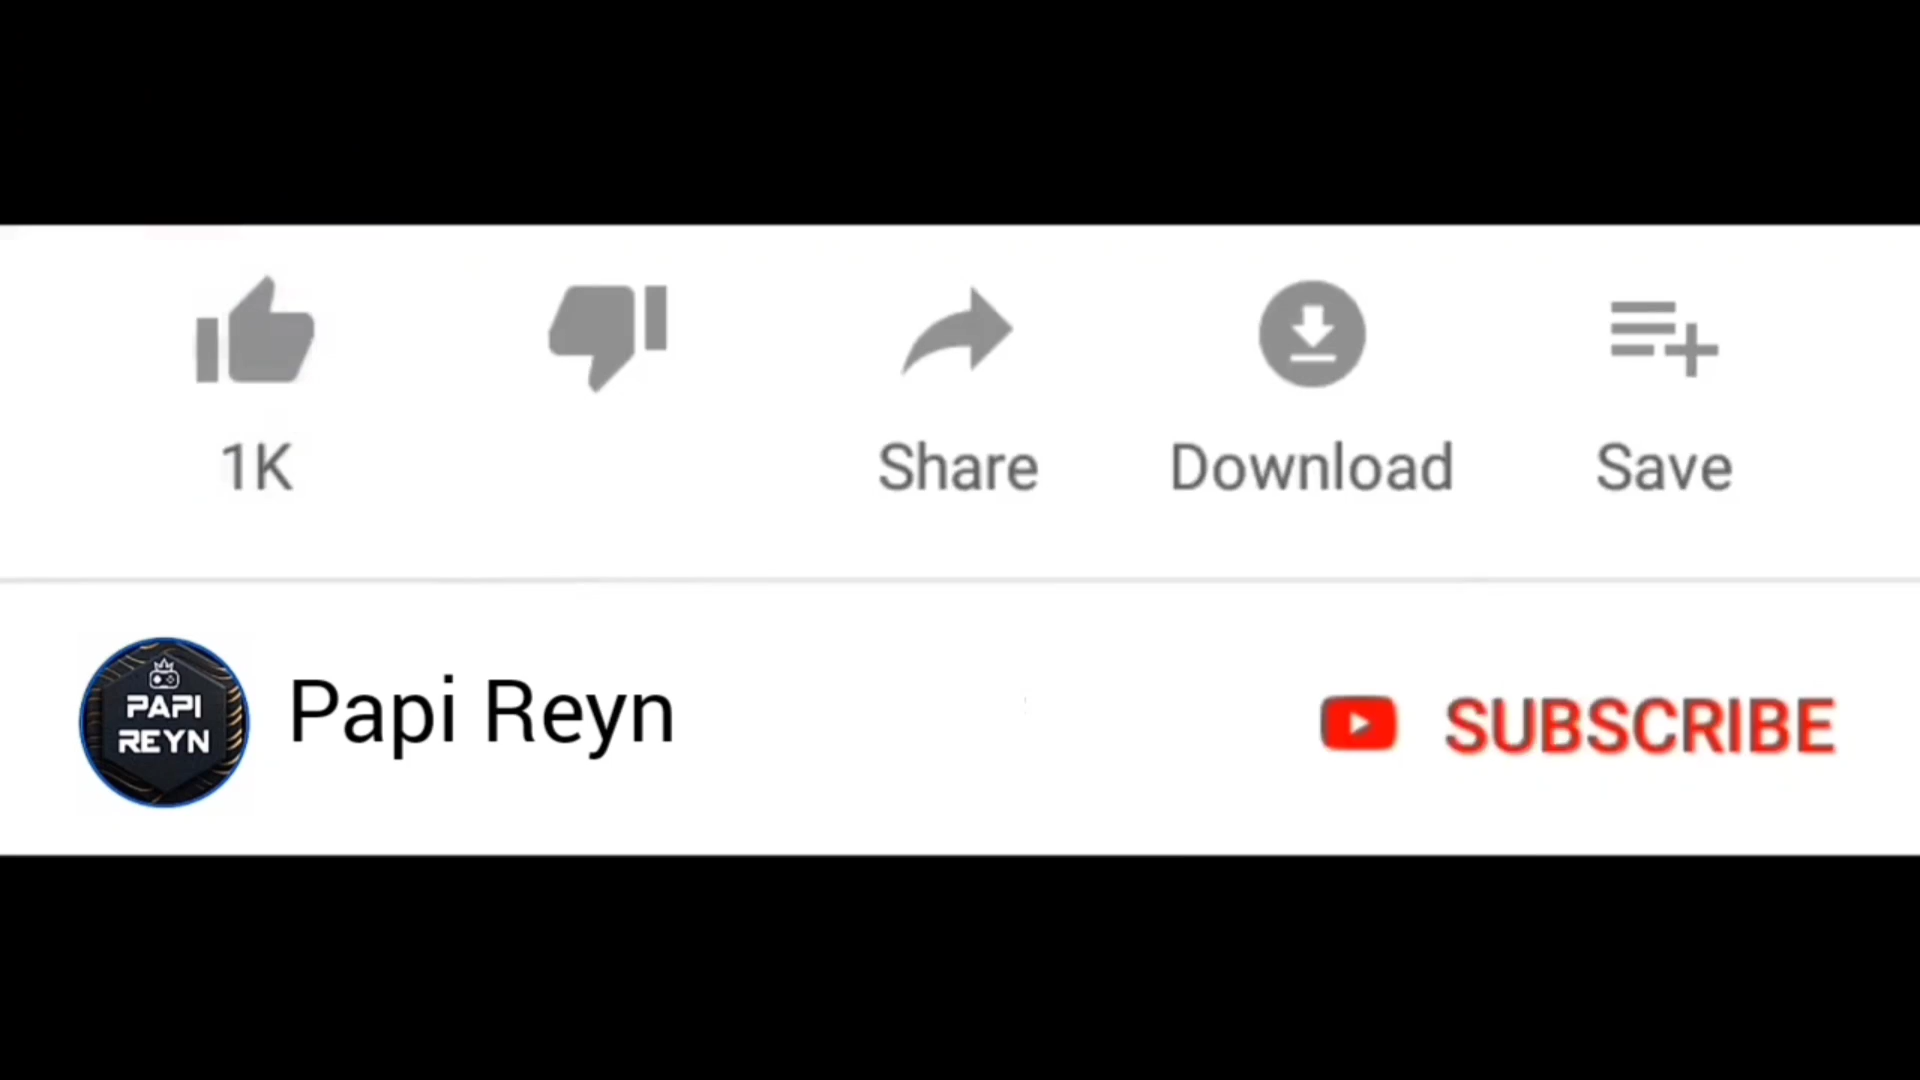 1K
Share
Download
Save
PAPI
REYN
Papi Reyn
SUBSCRIBE